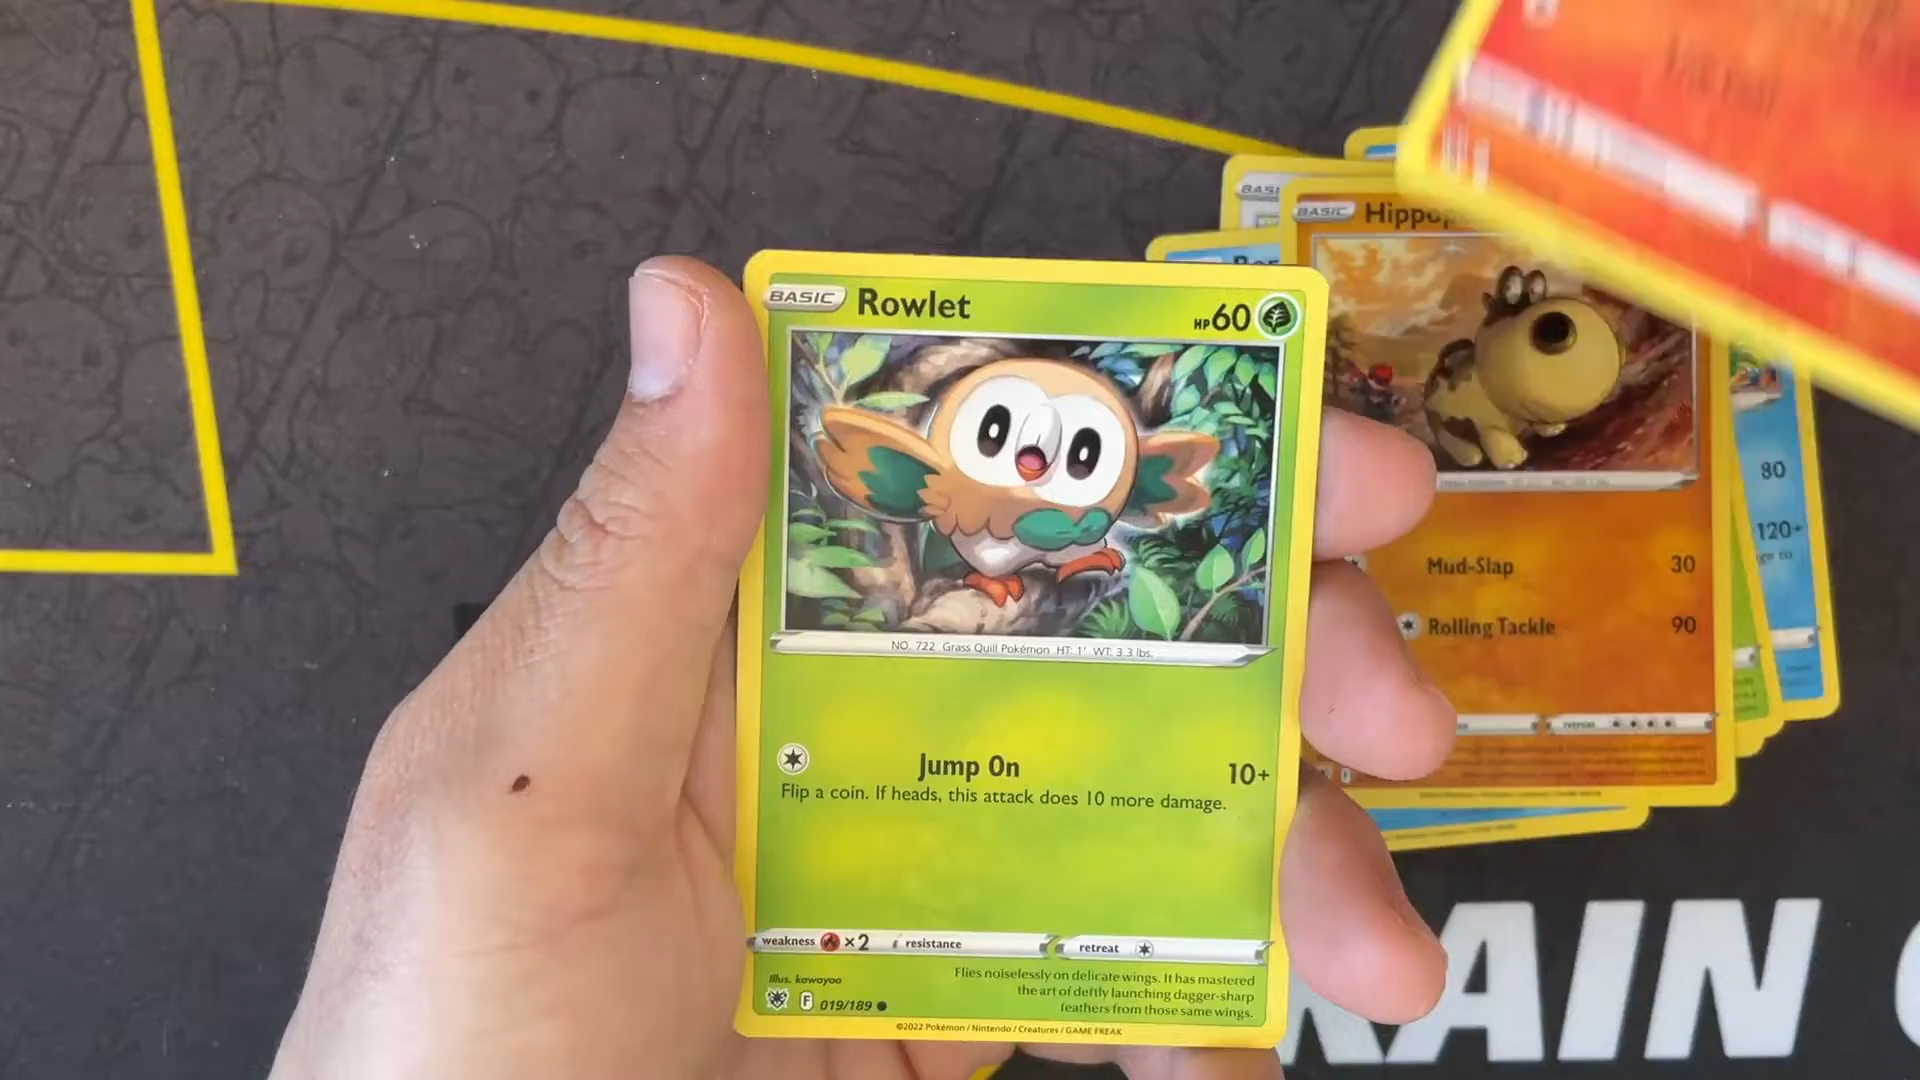 BASIC Rowlet HP 60
NO. 722 Grass Quill Pokémon HT: 1' WT: 3.3 lbs.
Jump On 10+
Flip a coin. If heads, this attack does 10 more damage.
weakness ×2 resistance retreat
Illus. kawayoo
F 019/189
Flies noiselessly on delicate wings. It has mastered
the art of deftly launching dagger-sharp
feathers from those same wings.
©2022 Pokémon / Nintendo / Creatures / GAME FREAK
BASIC
Mud-Slap 30
Rolling Tackle 90
retreat
80
120+